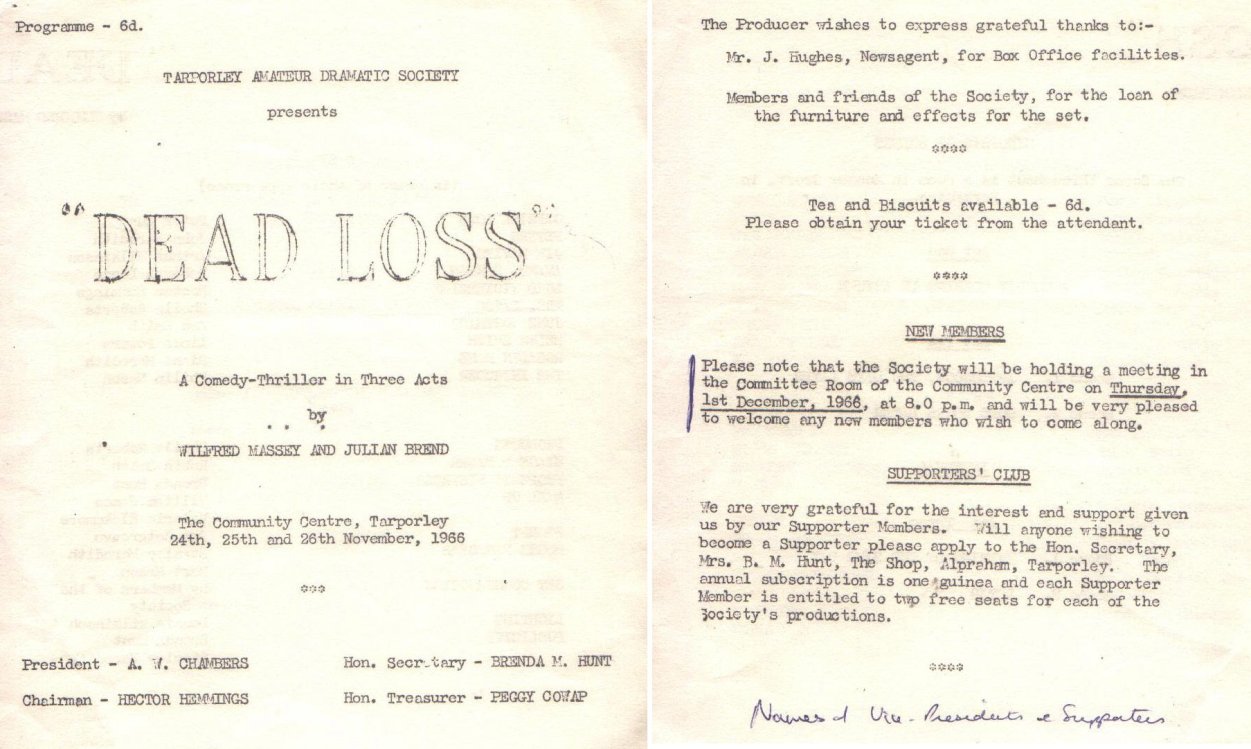 Programme - 6d.
TARPORLEY AMATEUR DRAMATIC SOCIETY
presents
"DEAD LOSS"
A Comedy-Thriller in Three Acts
by
WILFRED MASSEY AND JULIAN BREND
The Community Centre, Tarporley
24th, 25th and 26th November, 1966
***
President - A. W. CHAMBERS
Hon. Secretary - BRENDA M. HUNT
Chairman - HECTOR HEMMINGS
Hon. Treasurer - PEGGY COWAP
The Producer wishes to express grateful thanks to:-
Mr. J. Hughes, Newsagent, for Box Office facilities.
Members and friends of the Society, for the loan of
the furniture and effects for the set.
****
Tea and Biscuits available - 6d.
Please obtain your ticket from the attendant.
****
NEW MEMBERS
Please note that the Society will be holding a meeting in
the Committee Room of the Community Centre on Thursday,
1st December, 1966, at 8.0 p.m. and will be very pleased
to welcome any new members who wish to come along.
SUPPORTERS' CLUB
We are very grateful for the interest and support given
us by our Supporter Members. Will anyone wishing to
become a Supporter please apply to the Hon. Secretary,
Mrs. B. M. Hunt, The Shop, Alpraham, Tarporley. The
annual subscription is one guinea and each Supporter
Member is entitled to two free seats for each of the
Society's productions.
****
Names of Vice-Presidents & Supporters